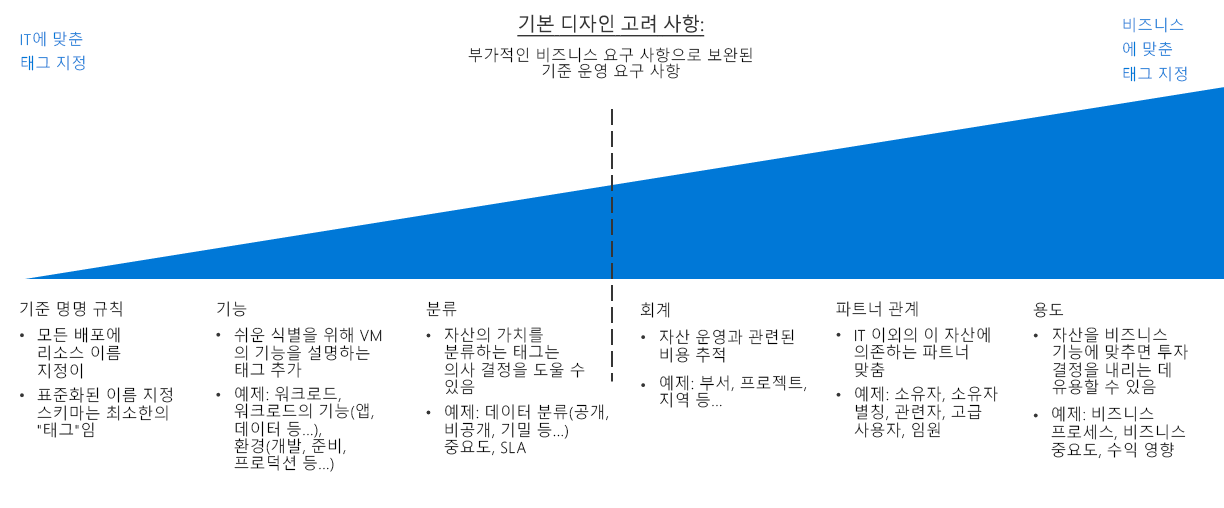 IT에 맞춘
태그 지정
기본 디자인 고려 사항:
부가적인 비즈니스 요구 사항으로 보완된
기준 운영 요구 사항
비즈니스
에 맞춘
태그 지정
기준 명명 규칙
• 모든 배포에
리소스 이름
지정이
• 표준화된 이름 지정
스키마는 최소한의
"태그"임
기능
• 쉬운 식별을 위해 VM
의 기능을 설명하는
태그 추가
• 예제: 워크로드,
워크로드의 기능(앱,
데이터 등...),
환경(개발, 준비,
프로덕션 등...)
분류
• 자산의 가치를
분류하는 태그는
의사 결정을 도울 수
있음
• 예제: 데이터 분류(공개,
비공개, 기밀 등...)
중요도, SLA
회계
• 자산 운영과 관련된
비용 추적
• 예제: 부서, 프로젝트,
지역 등...
파트너 관계
• IT 이외의 이 자산에
의존하는 파트너
맞춤
• 예제: 소유자, 소유자
별칭, 관련자, 고급
사용자, 임원
용도
• 자산을 비즈니스
기능에 맞추면 투자
결정을 내리는 데
유용할 수 있음
• 예제: 비즈니스
프로세스, 비즈니스
중요도, 수익 영향